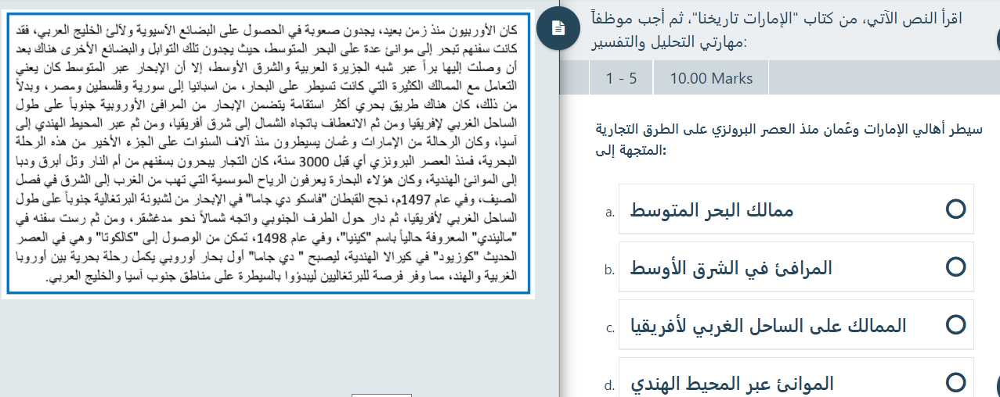 كان الأوربيون منذ زمن بعيد، يجدون صعوبة في الحصول على البضائع الآسيوية ولآلئ الخليج العربي، فقد
كانت سفنهم تبحر إلى موانئ عدة على البحر المتوسط، حيث يجدون تلك التوابل والبضائع الأخرى هناك بعد
أن وصلت إليها براً عبر شبه الجزيرة العربية والشرق الأوسط، إلا أن الإبحار عبر المتوسط كان يعني
التعامل مع الممالك الكثيرة التي كانت تسيطر على البحار، من اسبانيا إلى سورية وفلسطين ومصر، وبدلاً
من ذلك، كان هناك طريق بحري أكثر استقامة يتضمن الإبحار من المرافئ الأوروبية جنوباً على طول
الساحل الغربي لإفريقيا ومن ثم الانعطاف باتجاه الشمال إلى شرق أفريقيا، ومن ثم عبر المحيط الهندي إلى
آسيا، وكان الرحالة من الإمارات وعُمان يسيطرون منذ آلاف السنوات على الجزء الأخير من هذه الرحلة
البحرية، فمنذ العصر البرونزي أي قبل 3000 سنة، كان التجار يبحرون بسفنهم من أم النار وتل أبرق ودبا
إلى الموانئ الهندية، وكان هؤلاء البحارة يعرفون الرياح الموسمية التي تهب من الغرب إلى الشرق في فصل
الصيف، وفي عام 1497م، نجح القبطان "فاسكو دي جاما" في الإبحار من لشبونة البرتغالية جنوباً على طول
الساحل الغربي لأفريقيا، ثم دار حول الطرف الجنوبي واتجه شمالاً نحو مدغشقر، ومن ثم رست سفنه في
"ماليندي" المعروفة حالياً باسم "كينيا"، وفي عام 1498، تمكن من الوصول إلى "كالكوتا" وهي في العصر
الحديث "كوزيود" في كيرالا الهندية، ليصبح " دي جاما" أول بحار أوروبي يكمل رحلة بحرية بين أوروبا
الغربية والهند، مما وفر فرصة للبرتغاليين ليبدؤوا بالسيطرة على مناطق جنوب آسيا والخليج العربي.
اقرأ النص الآتي، من كتاب "الإمارات تاريخنا"، ثم أجب موظفاً
مهارتي التحليل والتفسير:
1 - 5
10.00 Marks
سيطر أهالي الإمارات وعُمان منذ العصر البرونزي على الطرق التجارية
المتجهة إلى:
a. ممالك البحر المتوسط
b. المرافئ في الشرق الأوسط
c. الممالك على الساحل الغربي لأفريقيا
d. الموانئ عبر المحيط الهندي